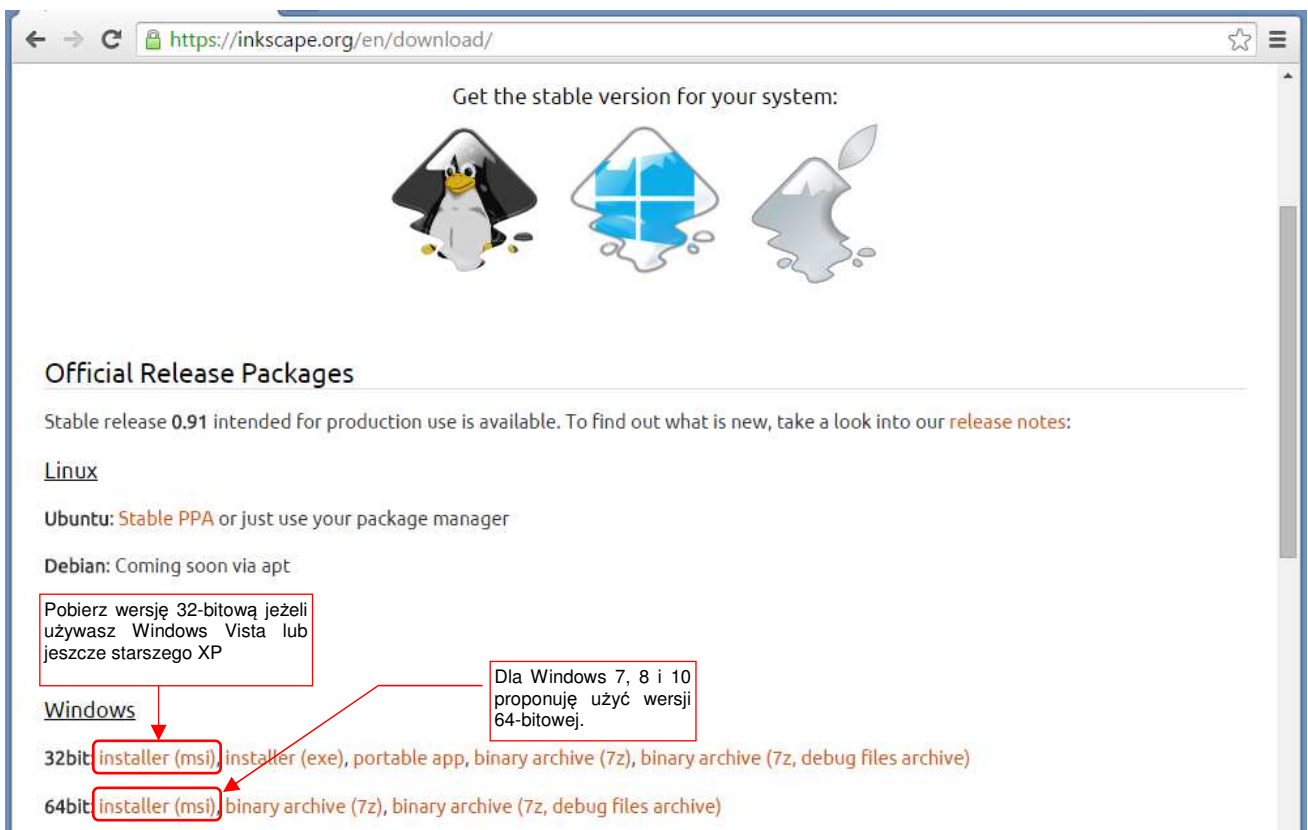 https://inkscape.org/en/download/
Get the stable version for your system:
Official Release Packages
Stable release 0.91 intended for production use is available. To find out what is new, take a look into our release notes:
Linux
Ubuntu: Stable PPA or just use your package manager
Debian: Coming soon via apt
Pobierz wersję 32-bitową jeżeli
używasz Windows Vista lub
jeszcze starszego XP
Dla Windows 7, 8 i 10
proponuję użyć wersji
64-bitowej.
Windows
32bit: installer (msi), installer (exe), portable app, binary archive (7z), binary archive (7z, debug files archive)
64bit: installer (msi), binary archive (7z), binary archive (7z, debug files archive)